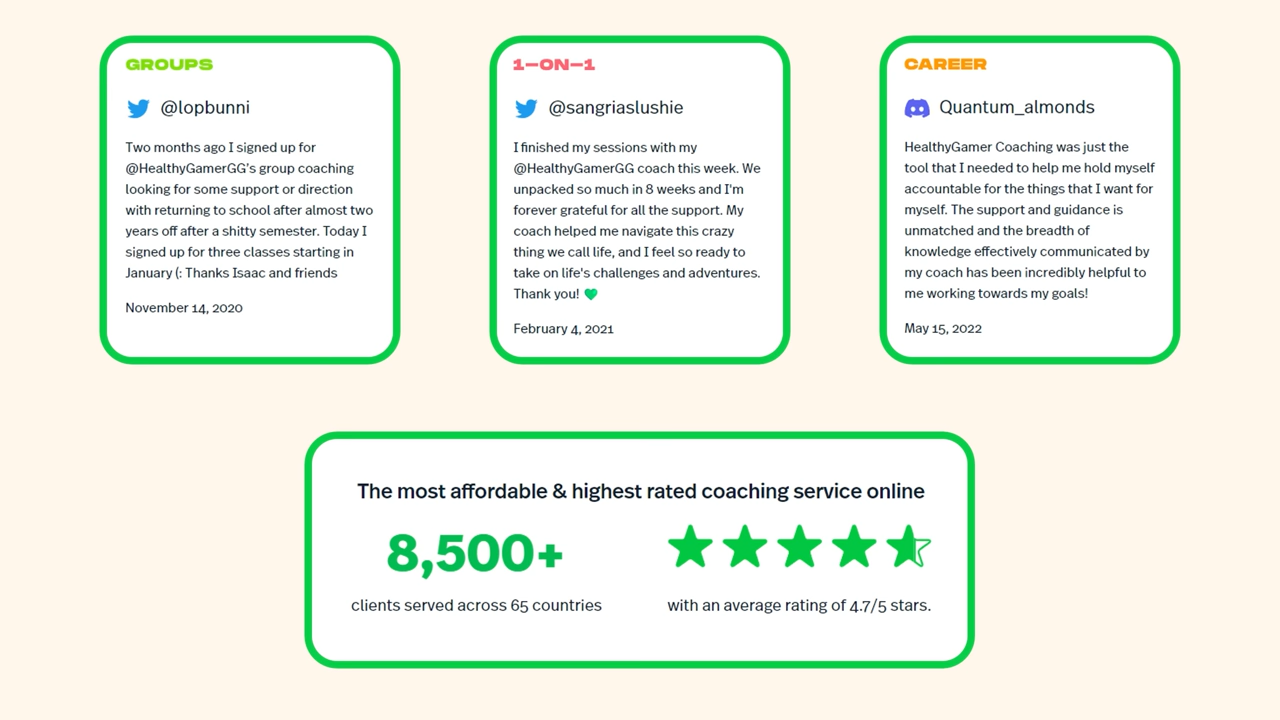 GROUPS
@lopbunni
Two months ago I signed up for
@HealthyGamerGG's group coaching
looking for some support or direction
with returning to school after almost two
years off after a shitty semester. Today I
signed up for three classes starting in
January (: Thanks Isaac and friends
November 14, 2020
1-ON-1
@sangriaslushie
I finished my sessions with my
@HealthyGamerGG coach this week. We
unpacked so much in 8 weeks and I'm
forever grateful for all the support. My
coach helped me navigate this crazy
thing we call life, and I feel so ready to
take on life's challenges and adventures.
Thank you! 💚
February 4, 2021
CAREER
Quantum_almonds
HealthyGamer Coaching was just the
tool that I needed to help me hold myself
accountable for the things that I want for
myself. The support and guidance is
unmatched and the breadth of
knowledge effectively communicated by
my coach has been incredibly helpful to
me working towards my goals!
May 15, 2022
The most affordable & highest rated coaching service online
8,500+
clients served across 65 countries
with an average rating of 4.7/5 stars.